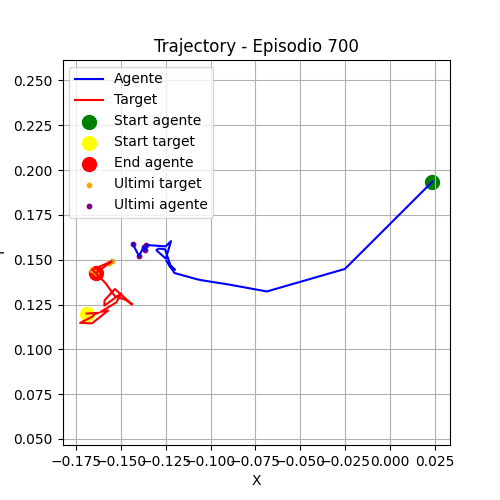 Trajectory - Episodio 700
Agente
Target
Start agente
Start target
End agente
Ultimi target
Ultimi agente
0.250
0.225
0.200
0.175
0.150
0.125
0.100
0.075
0.050
−0.175 −0.150 −0.125 −0.100 −0.075 −0.050 −0.025 0.000 0.025
X